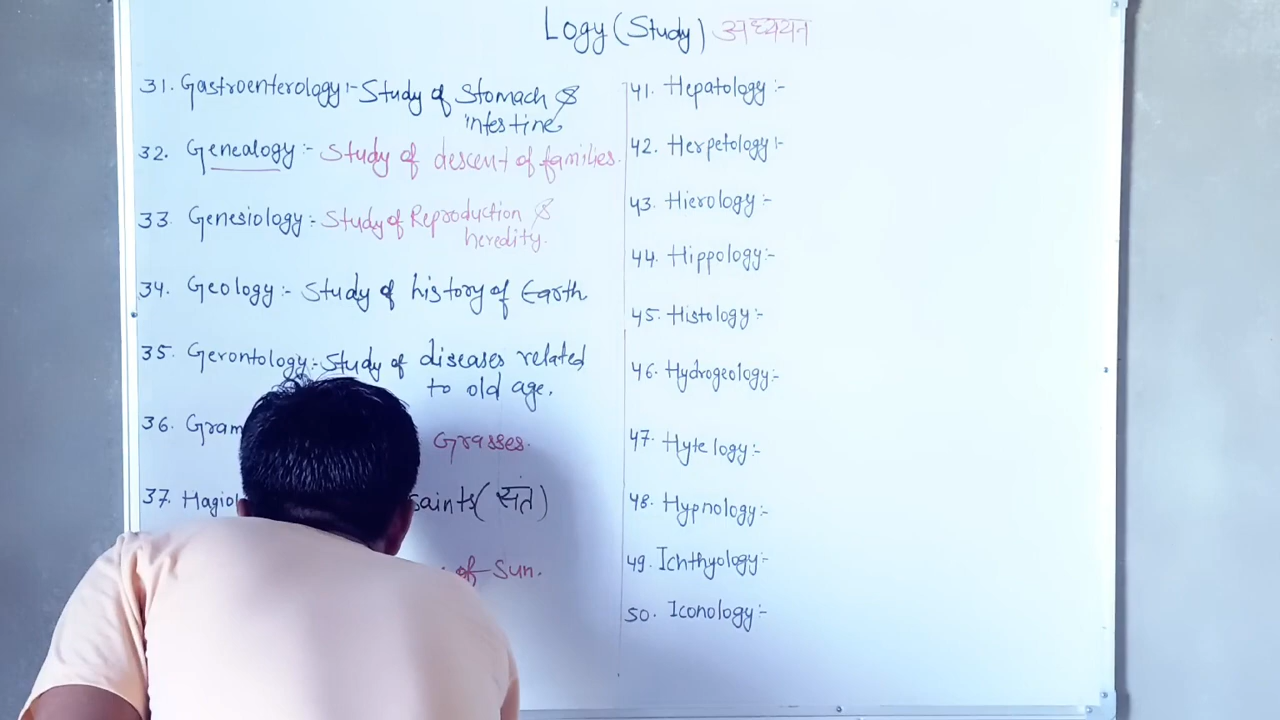 Logy (Study) अध्ययन
31. Gastroenterology:- Study of Stomach &
intestine
32. Genealogy:- Study of descent of families.
33. Genesiology:- Study of Reproduction &
heredity.
34. Geology:- Study of history of Earth
35. Gerontology:- Study of diseases related
to old age.
36. Grasses.
37. saints (संत)
of Sun.
41. Hepatology:-
42. Herpetology:-
43. Hierology:-
44. Hippology:-
45. Histology:-
46. Hydrogeology:-
47. Hyetology:-
48. Hypnology:-
49. Ichthyology:-
50. Iconology:-